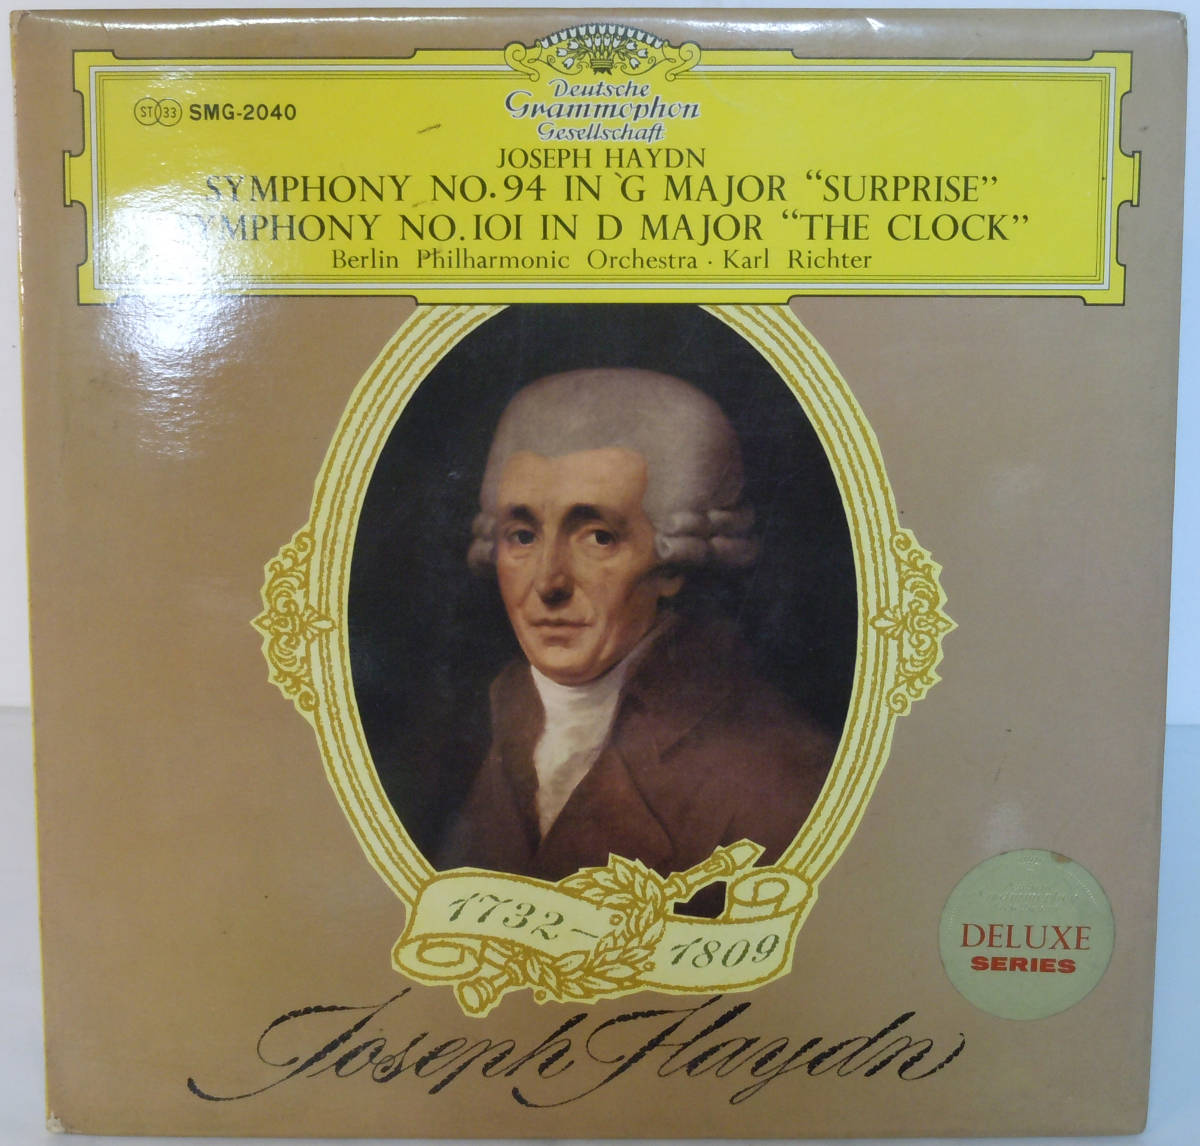 ST 33 SMG-2040
Deutsche
Grammophon
Gesellschaft
JOSEPH HAYDN
SYMPHONY NO.94 IN G MAJOR “SURPRISE”
SYMPHONY NO.101 IN D MAJOR “THE CLOCK”
Berlin Philharmonic Orchestra · Karl Richter
1732–
1809
DELUXE
SERIES
Joseph Haydn